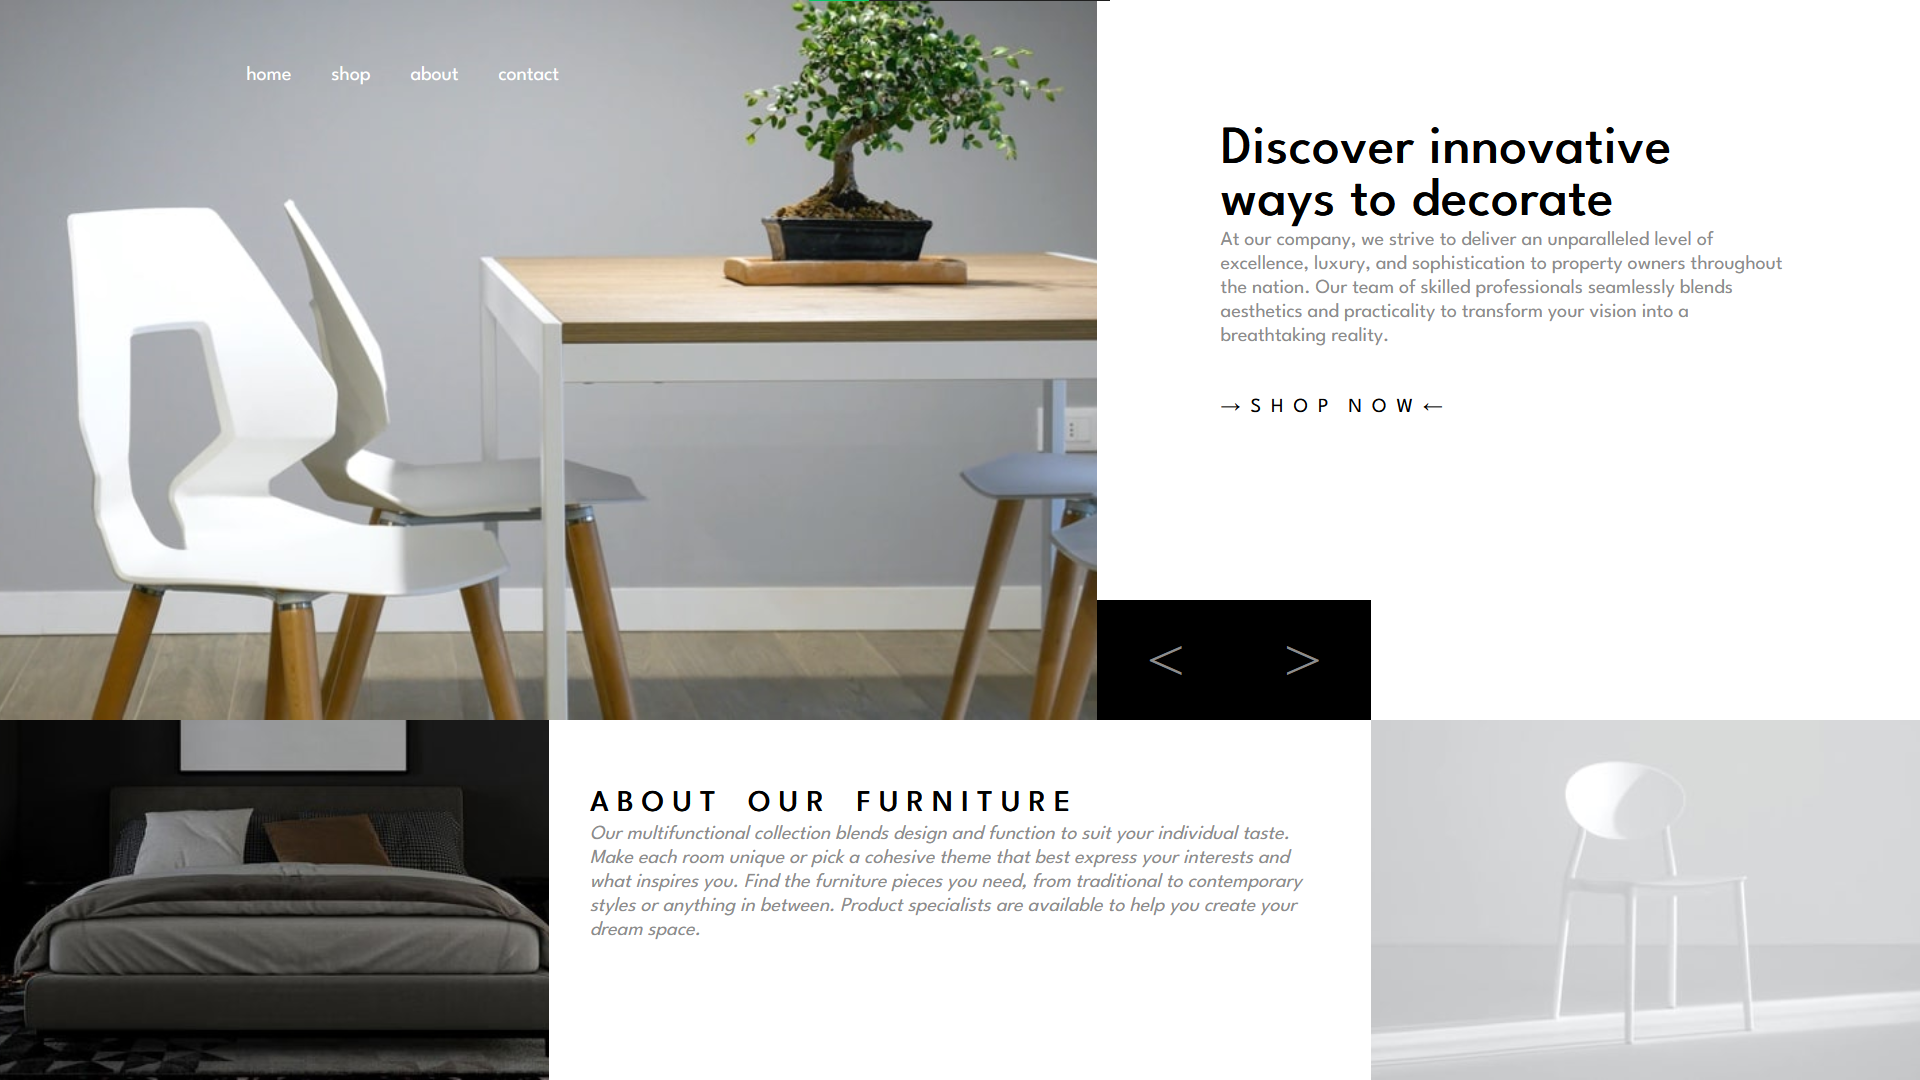 home shop about contact
Discover innovative
ways to decorate
At our company, we strive to deliver an unparalleled level of
excellence, luxury, and sophistication to property owners throughout
the nation. Our team of skilled professionals seamlessly blends
aesthetics and practicality to transform your vision into a
breathtaking reality.
→ SHOP NOW ←
< >
ABOUT OUR FURNITURE
Our multifunctional collection blends design and function to suit your individual taste.
Make each room unique or pick a cohesive theme that best express your interests and
what inspires you. Find the furniture pieces you need, from traditional to contemporary
styles or anything in between. Product specialists are available to help you create your
dream space.